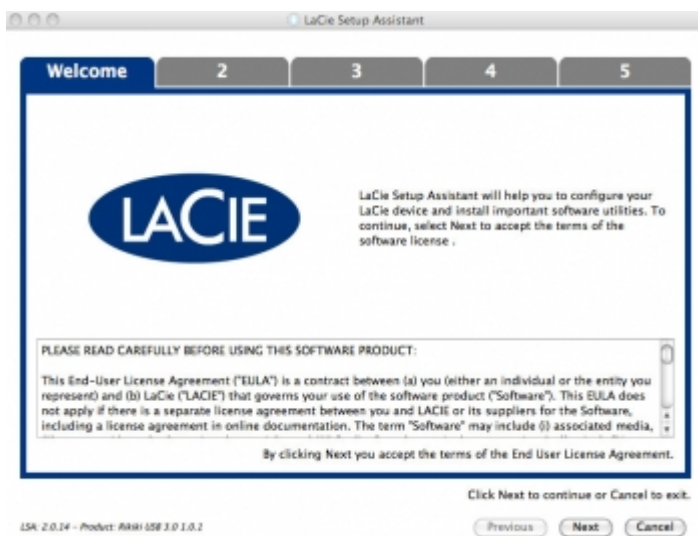 LaCie Setup Assistant
Welcome 2 3 4 5
LACIE
LaCie Setup Assistant will help you to configure your
LaCie device and install important software utilities. To
continue, select Next to accept the terms of the
software license .
PLEASE READ CAREFULLY BEFORE USING THIS SOFTWARE PRODUCT:
This End-User License Agreement ("EULA") is a contract between (a) you (either an individual or the entity you
represent) and (b) LaCie ("LACIE") that governs your use of the software product ("Software"). This EULA does
not apply if there is a separate license agreement between you and LACIE or its suppliers for the Software,
including a license agreement in online documentation. The term "Software" may include (i) associated media,
By clicking Next you accept the terms of the End User License Agreement.
Click Next to continue or Cancel to exit.
LSA: 2.0.14 - Product: Rikiki USB 3.0 1.0.2
Previous Next Cancel